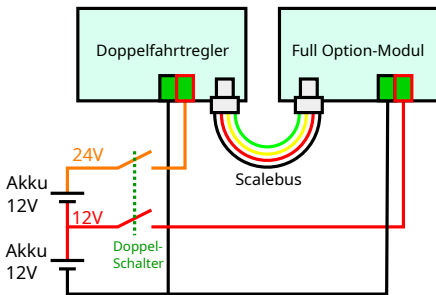 Doppelfahrtregler
Full Option-Modul
24V
Scalebus
Akku
12V
12V
Doppel-
Schalter
Akku
12V